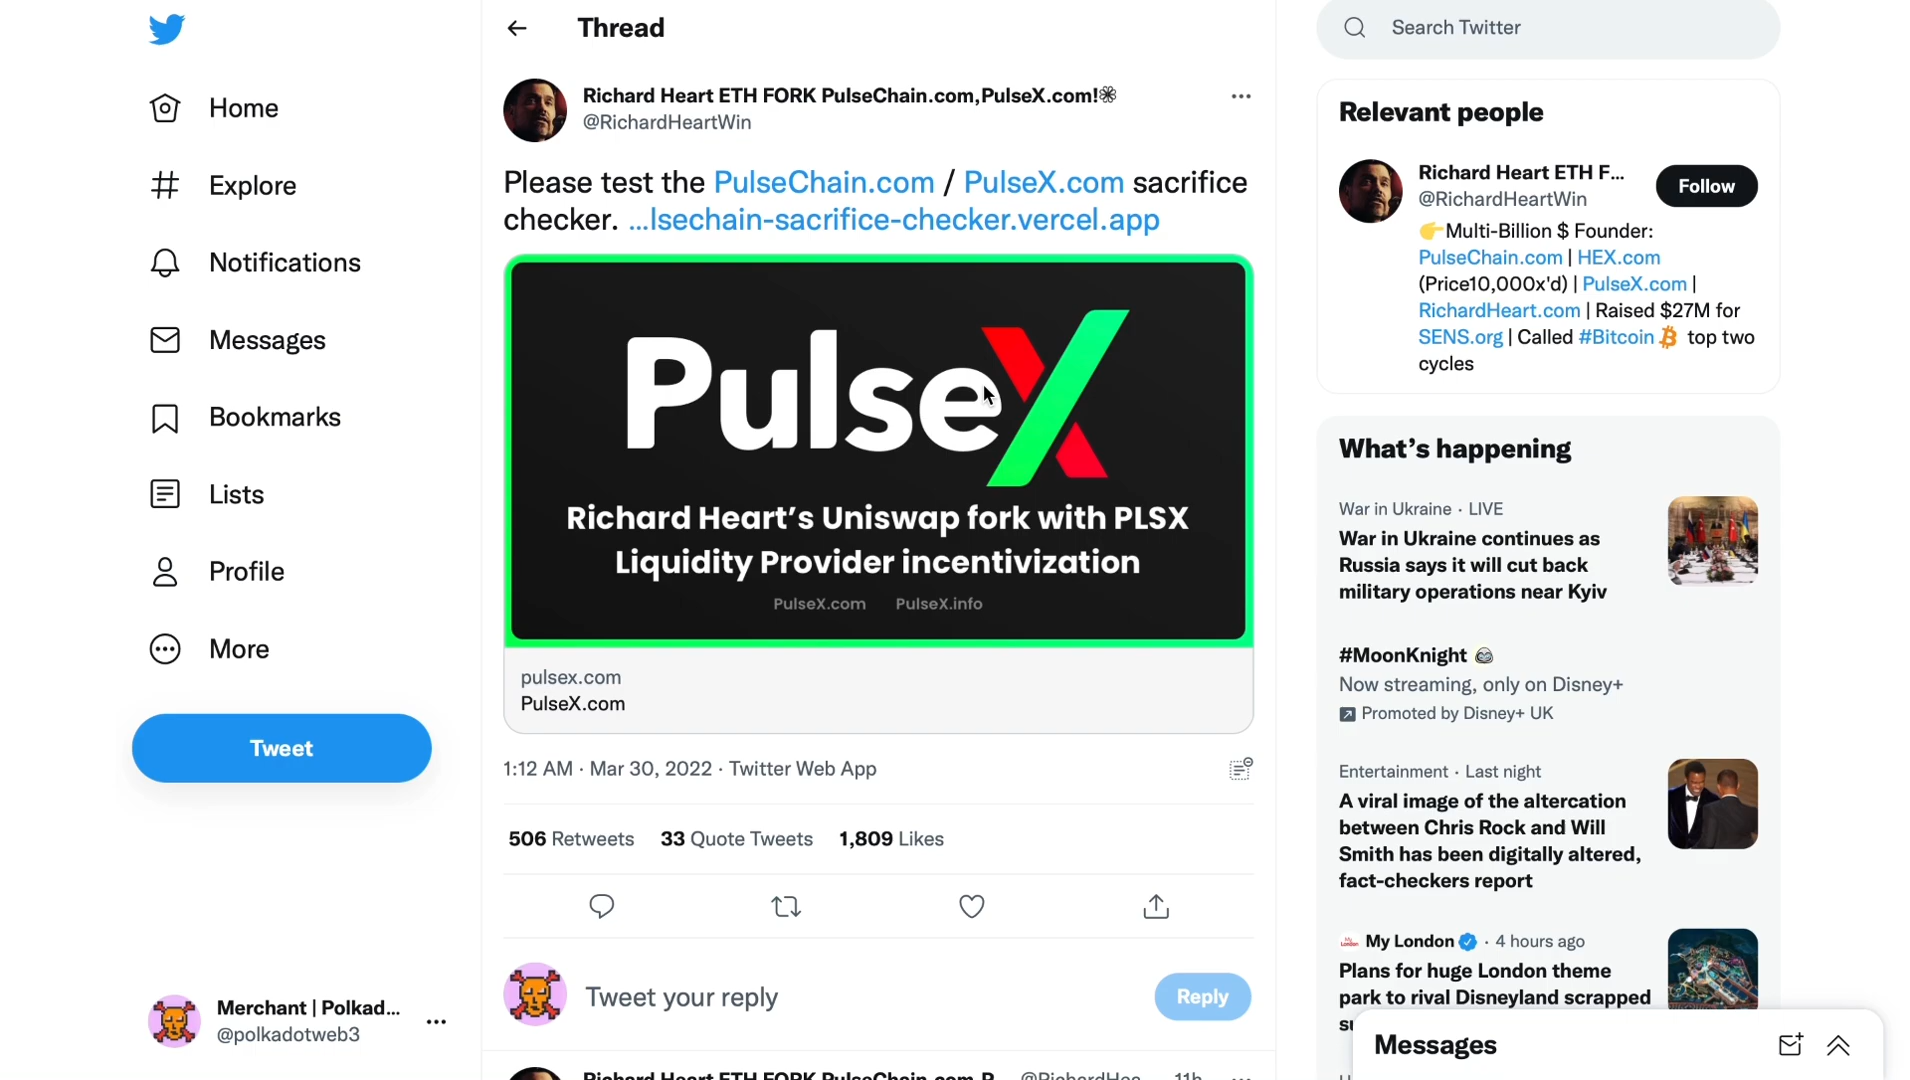 Home
Explore
Notifications
Messages
Bookmarks
Lists
Profile
More
Tweet
Merchant | Polkad...
@polkadotweb3
Thread
Richard Heart ETH FORK PulseChain.com,PulseX.com!
@RichardHeartWin
Please test the PulseChain.com / PulseX.com sacrifice
checker. ...lsechain-sacrifice-checker.vercel.app
PulseX
Richard Heart's Uniswap fork with PLSX
Liquidity Provider incentivization
PulseX.com PulseX.info
pulsex.com
PulseX.com
1:12 AM · Mar 30, 2022 · Twitter Web App
506 Retweets 33 Quote Tweets 1,809 Likes
Tweet your reply
Reply
Richard Heart ETH FORK PulseChain.com,P... @RichardHea... · 11h
Search Twitter
Relevant people
Richard Heart ETH F...
@RichardHeartWin
Follow
👉Multi-Billion $ Founder:
PulseChain.com | HEX.com
(Price10,000x'd) | PulseX.com |
RichardHeart.com | Raised $27M for
SENS.org | Called #Bitcoin top two
cycles
What's happening
War in Ukraine · LIVE
War in Ukraine continues as
Russia says it will cut back
military operations near Kyiv
#MoonKnight
Now streaming, only on Disney+
Promoted by Disney+ UK
Entertainment · Last night
A viral image of the altercation
between Chris Rock and Will
Smith has been digitally altered,
fact-checkers report
My London · 4 hours ago
Plans for huge London theme
park to rival Disneyland scrapped
Messages